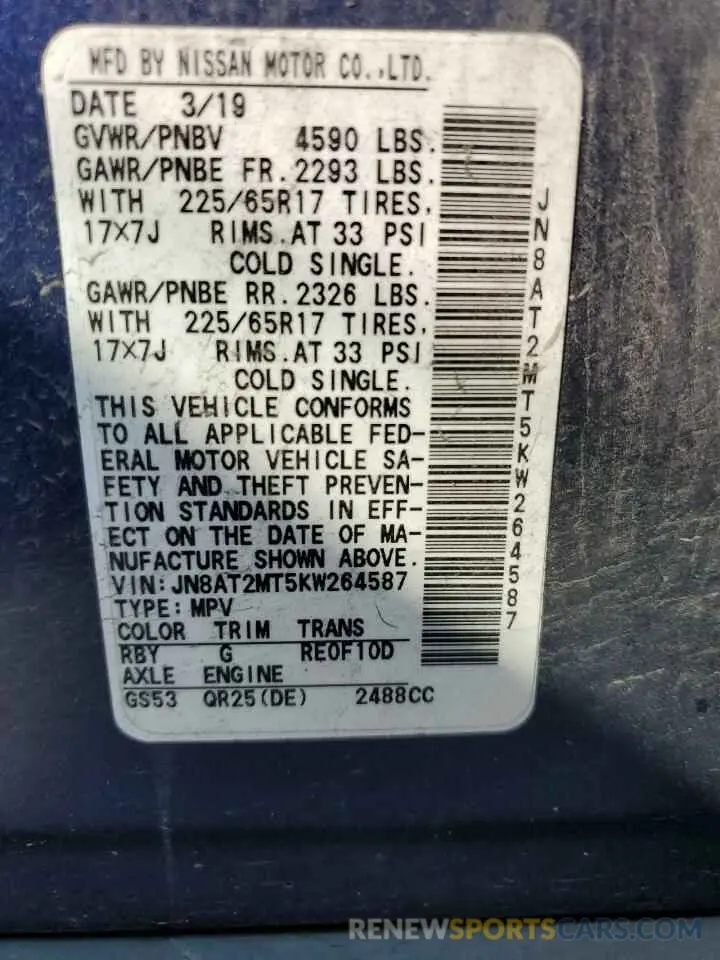 MFD BY NISSAN MOTOR CO.,LTD.
DATE 3/19
GVWR/PNBV 4590 LBS.
GAWR/PNBE FR. 2293 LBS.
WITH 225/65R17 TIRES,
17×7J RIMS.AT 33 PSI
COLD SINGLE.
GAWR/PNBE RR. 2326 LBS.
WITH 225/65R17 TIRES,
17×7J RIMS.AT 33 PSI
COLD SINGLE.
THIS VEHICLE CONFORMS
TO ALL APPLICABLE FED-
ERAL MOTOR VEHICLE SA-
FETY AND THEFT PREVEN-
TION STANDARDS IN EFF-
ECT ON THE DATE OF MA-
NUFACTURE SHOWN ABOVE.
VIN:JN8AT2MT5KW264587
TYPE:MPV
COLOR TRIM TRANS
RBY G RE0F10D
AXLE ENGINE
GS53 QR25(DE) 2488CC
JN8AT2MT5KW264587
RENEWSPORTSCARS.COM